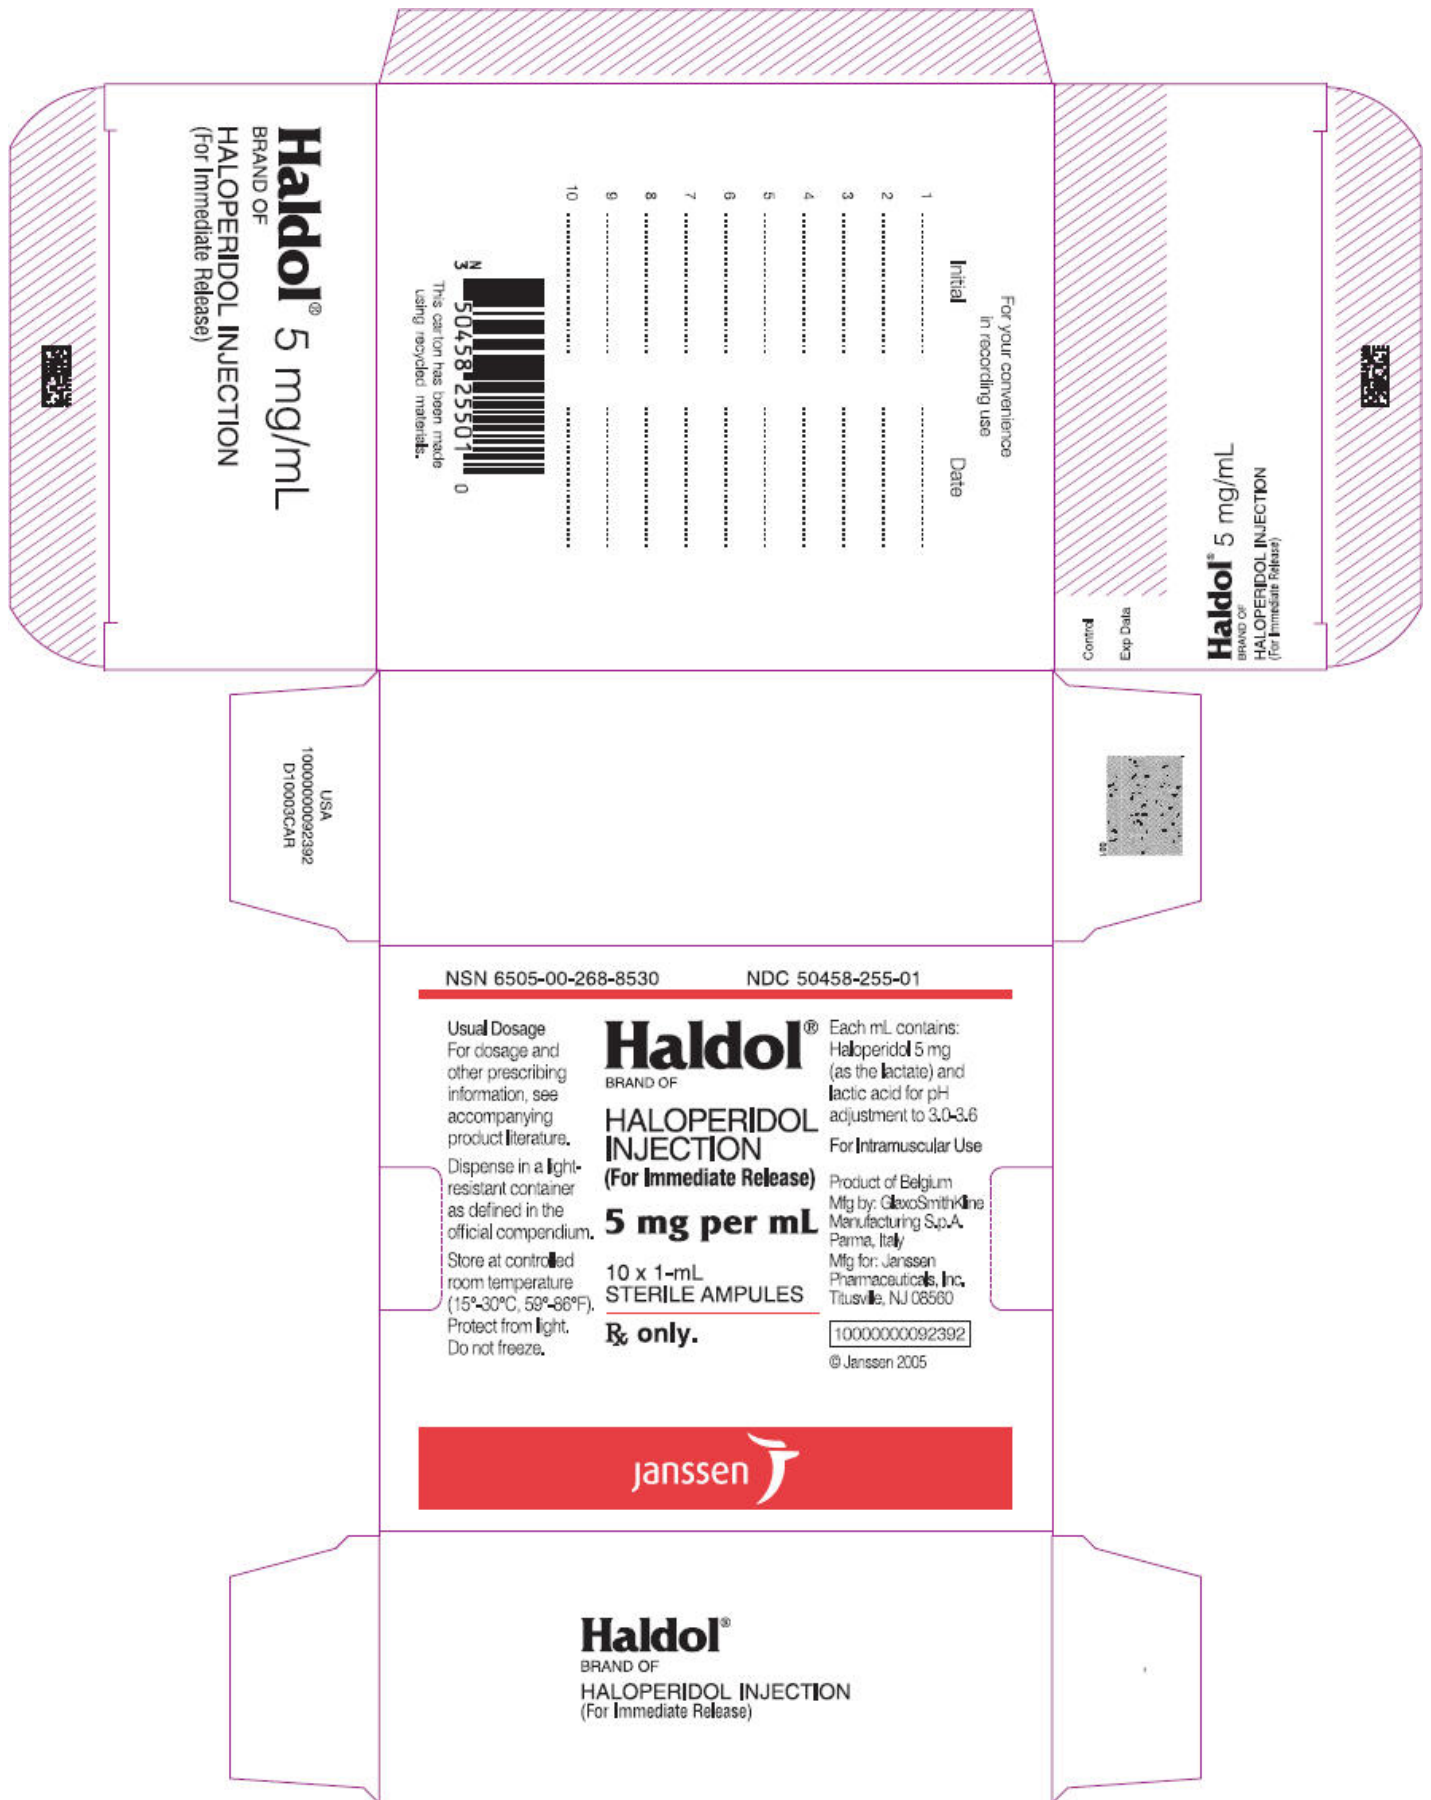 Haldol® 5 mg/mL
BRAND OF
HALOPERIDOL INJECTION
(For Immediate Release)
For your convenience
in recording use
Initial Date
1
2
3
4
5
6
7
8
9
10
N
3 50458 25501 0
This carton has been made
using recycled materials.
Control
Exp Date
Haldol® 5 mg/mL
BRAND OF
HALOPERIDOL INJECTION
(For Immediate Release)
USA
10000000092392
D10003CAR
001
NSN 6505-00-268-8530 NDC 50458-255-01
Usual Dosage
For dosage and
other prescribing
information, see
accompanying
product literature.
Dispense in a light-
resistant container
as defined in the
official compendium.
Store at controlled
room temperature
(15°-30°C, 59°-86°F).
Protect from light.
Do not freeze.
Haldol®
BRAND OF
HALOPERIDOL
INJECTION
(For Immediate Release)
5 mg per mL
10 x 1-mL
STERILE AMPULES
℞ only.
Each mL contains:
Haloperidol 5 mg
(as the lactate) and
lactic acid for pH
adjustment to 3.0-3.6
For Intramuscular Use
Product of Belgium
Mfg by: GlaxoSmithKline
Manufacturing S.p.A.
Parma, Italy
Mfg for: Janssen
Pharmaceuticals, Inc.
Titusville, NJ 08560
10000000092392
© Janssen 2005
janssen
Haldol®
BRAND OF
HALOPERIDOL INJECTION
(For Immediate Release)